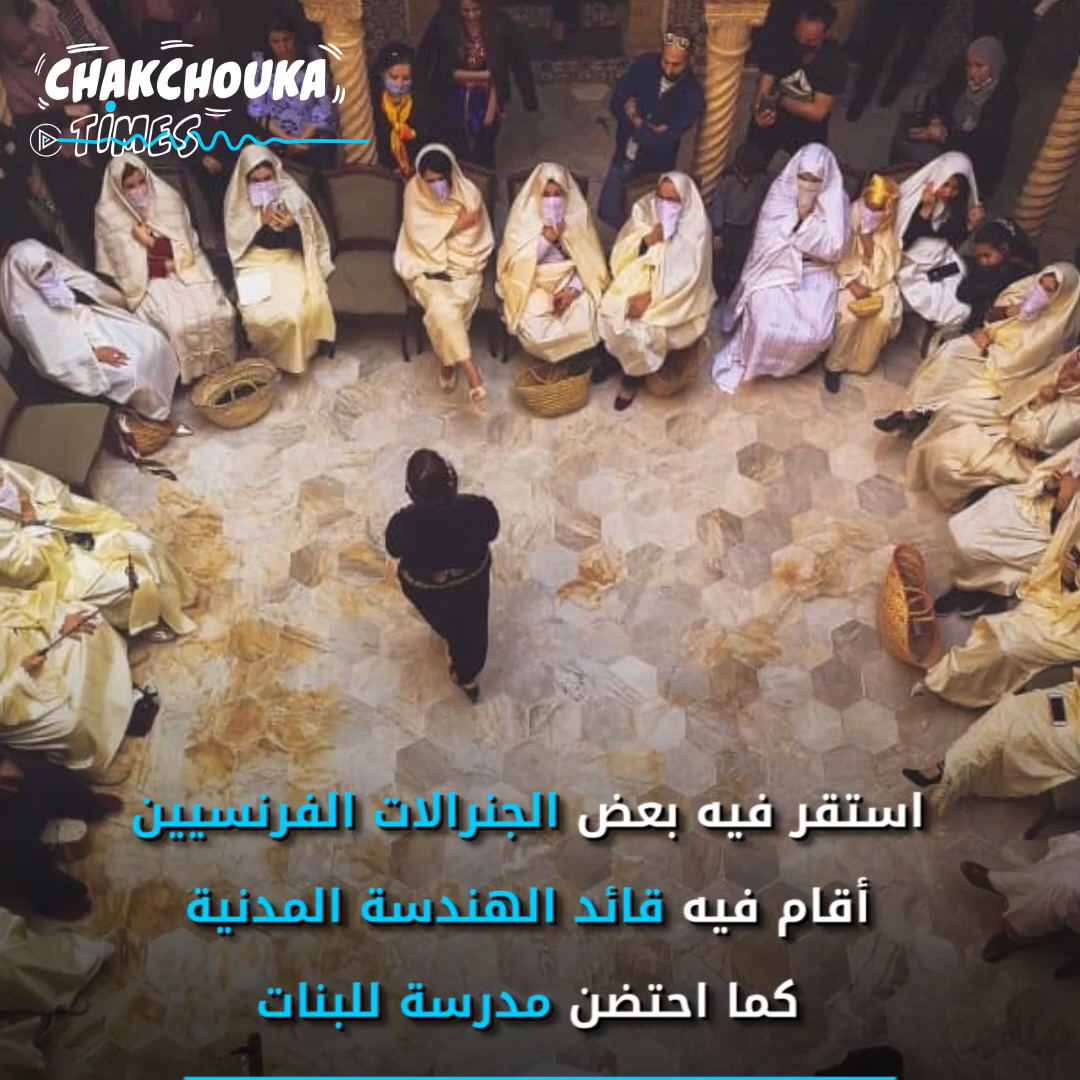 CHAKCHOUKA
TIMES
استقر فيه بعض الجنرالات الفرنسيين
أقام فيه قائد الهندسة المدنية
كما احتضن مدرسة للبنات